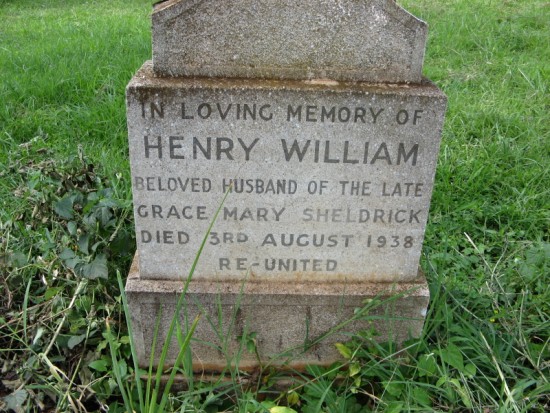 IN LOVING MEMORY OF
HENRY WILLIAM
BELOVED HUSBAND OF THE LATE
GRACE MARY SHELDRICK
DIED 3RD AUGUST 1938
RE-UNITED